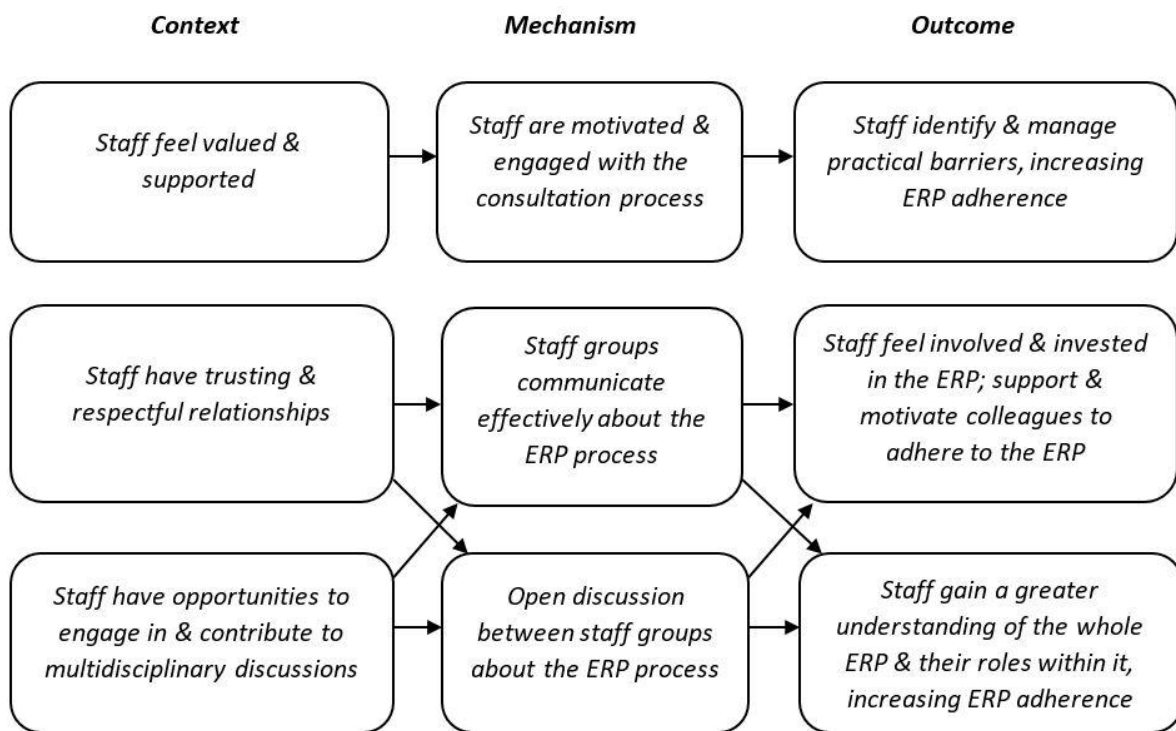 Context
Mechanism
Outcome
Staff feel valued &
supported
Staff are motivated &
engaged with the
consultation process
Staff identify & manage
practical barriers, increasing
ERP adherence
Staff have trusting &
respectful relationships
Staff groups
communicate
effectively about the
ERP process
Staff feel involved & invested
in the ERP; support &
motivate colleagues to
adhere to the ERP
Staff have opportunities to
engage in & contribute to
multidisciplinary discussions
Open discussion
between staff groups
about the ERP process
Staff gain a greater
understanding of the whole
ERP & their roles within it,
increasing ERP adherence